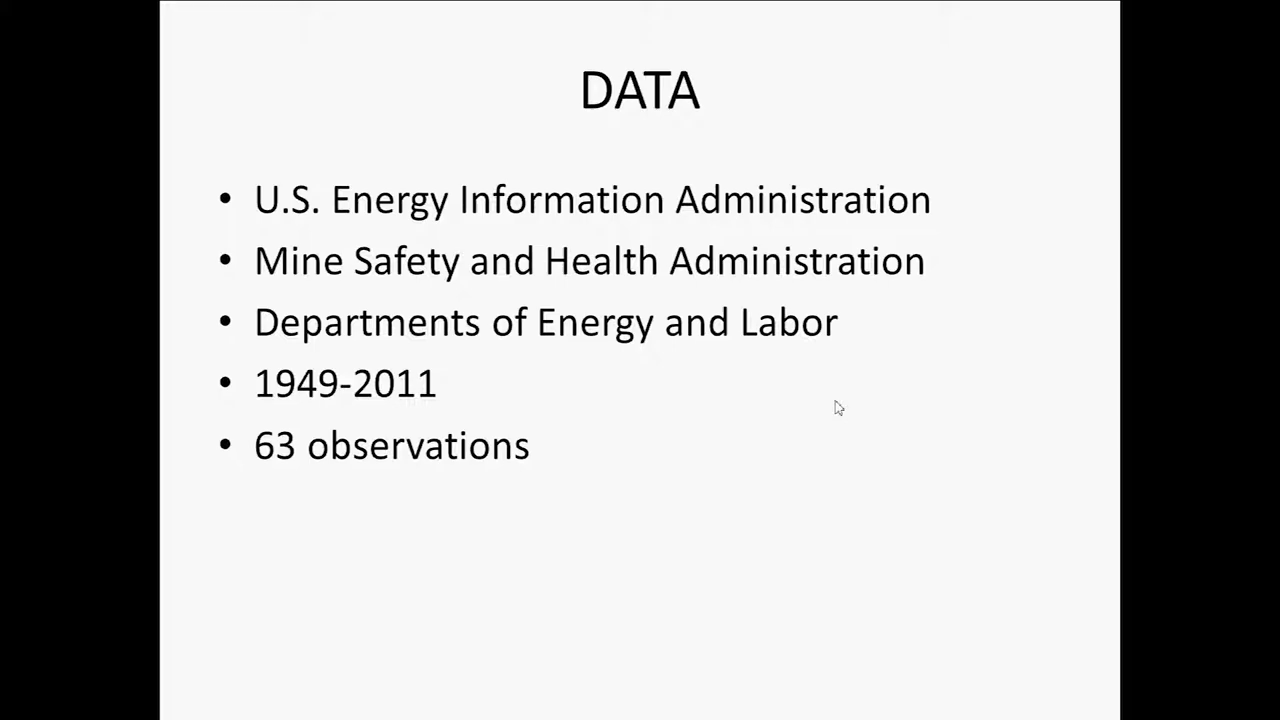 DATA
• U.S. Energy Information Administration
• Mine Safety and Health Administration
• Departments of Energy and Labor
• 1949-2011
• 63 observations